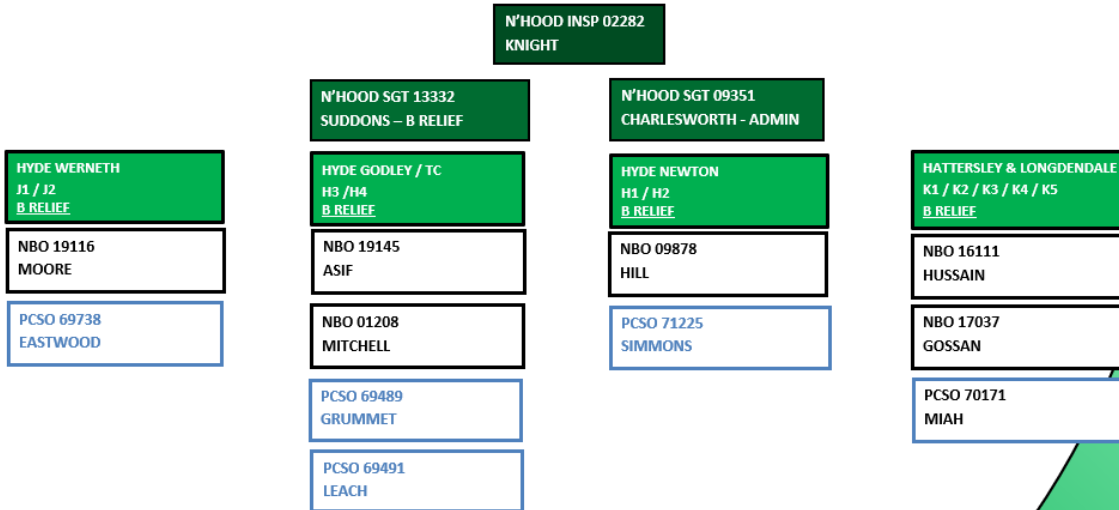 N'HOOD INSP 02282
KNIGHT
N'HOOD SGT 13332
SUDDONS – B RELIEF
N'HOOD SGT 09351
CHARLESWORTH - ADMIN
HYDE WERNETH
J1 / J2
B RELIEF
NBO 19116
MOORE
PCSO 69738
EASTWOOD
HYDE GODLEY / TC
H3 /H4
B RELIEF
NBO 19145
ASIF
NBO 01208
MITCHELL
PCSO 69489
GRUMMET
PCSO 69491
LEACH
HYDE NEWTON
H1 / H2
B RELIEF
NBO 09878
HILL
PCSO 71225
SIMMONS
HATTERSLEY & LONGDENDALE
K1 / K2 / K3 / K4 / K5
B RELIEF
NBO 16111
HUSSAIN
NBO 17037
GOSSAN
PCSO 70171
MIAH